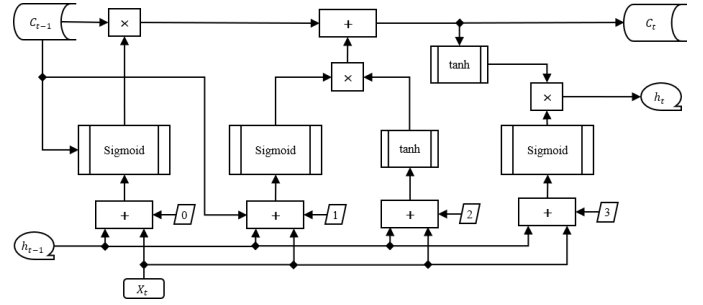 C_{t−1}
×
+
C_t
tanh
×
×
h_t
Sigmoid
Sigmoid
tanh
Sigmoid
+
0
+
1
+
2
+
3
h_{t−1}
X_t